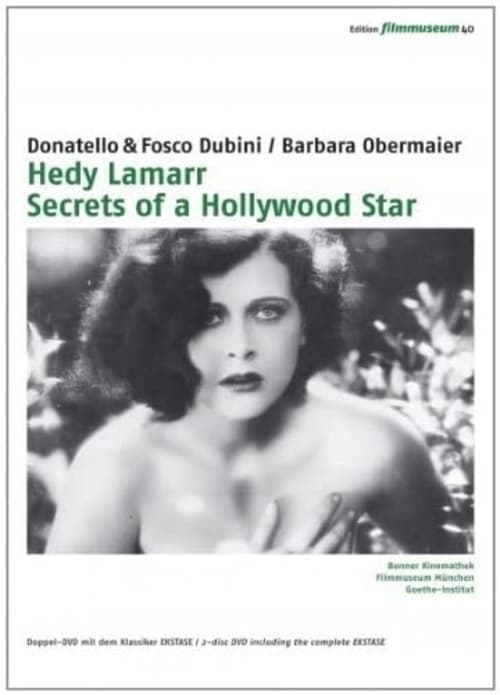 Edition filmmuseum 40
Donatello & Fosco Dubini / Barbara Obermaier
Hedy Lamarr
Secrets of a Hollywood Star
Bonner Kinemathek
Filmmuseum München
Goethe-Institut
Doppel-DVD mit dem Klassiker EKSTASE / 2-disc DVD including the complete EKSTASE